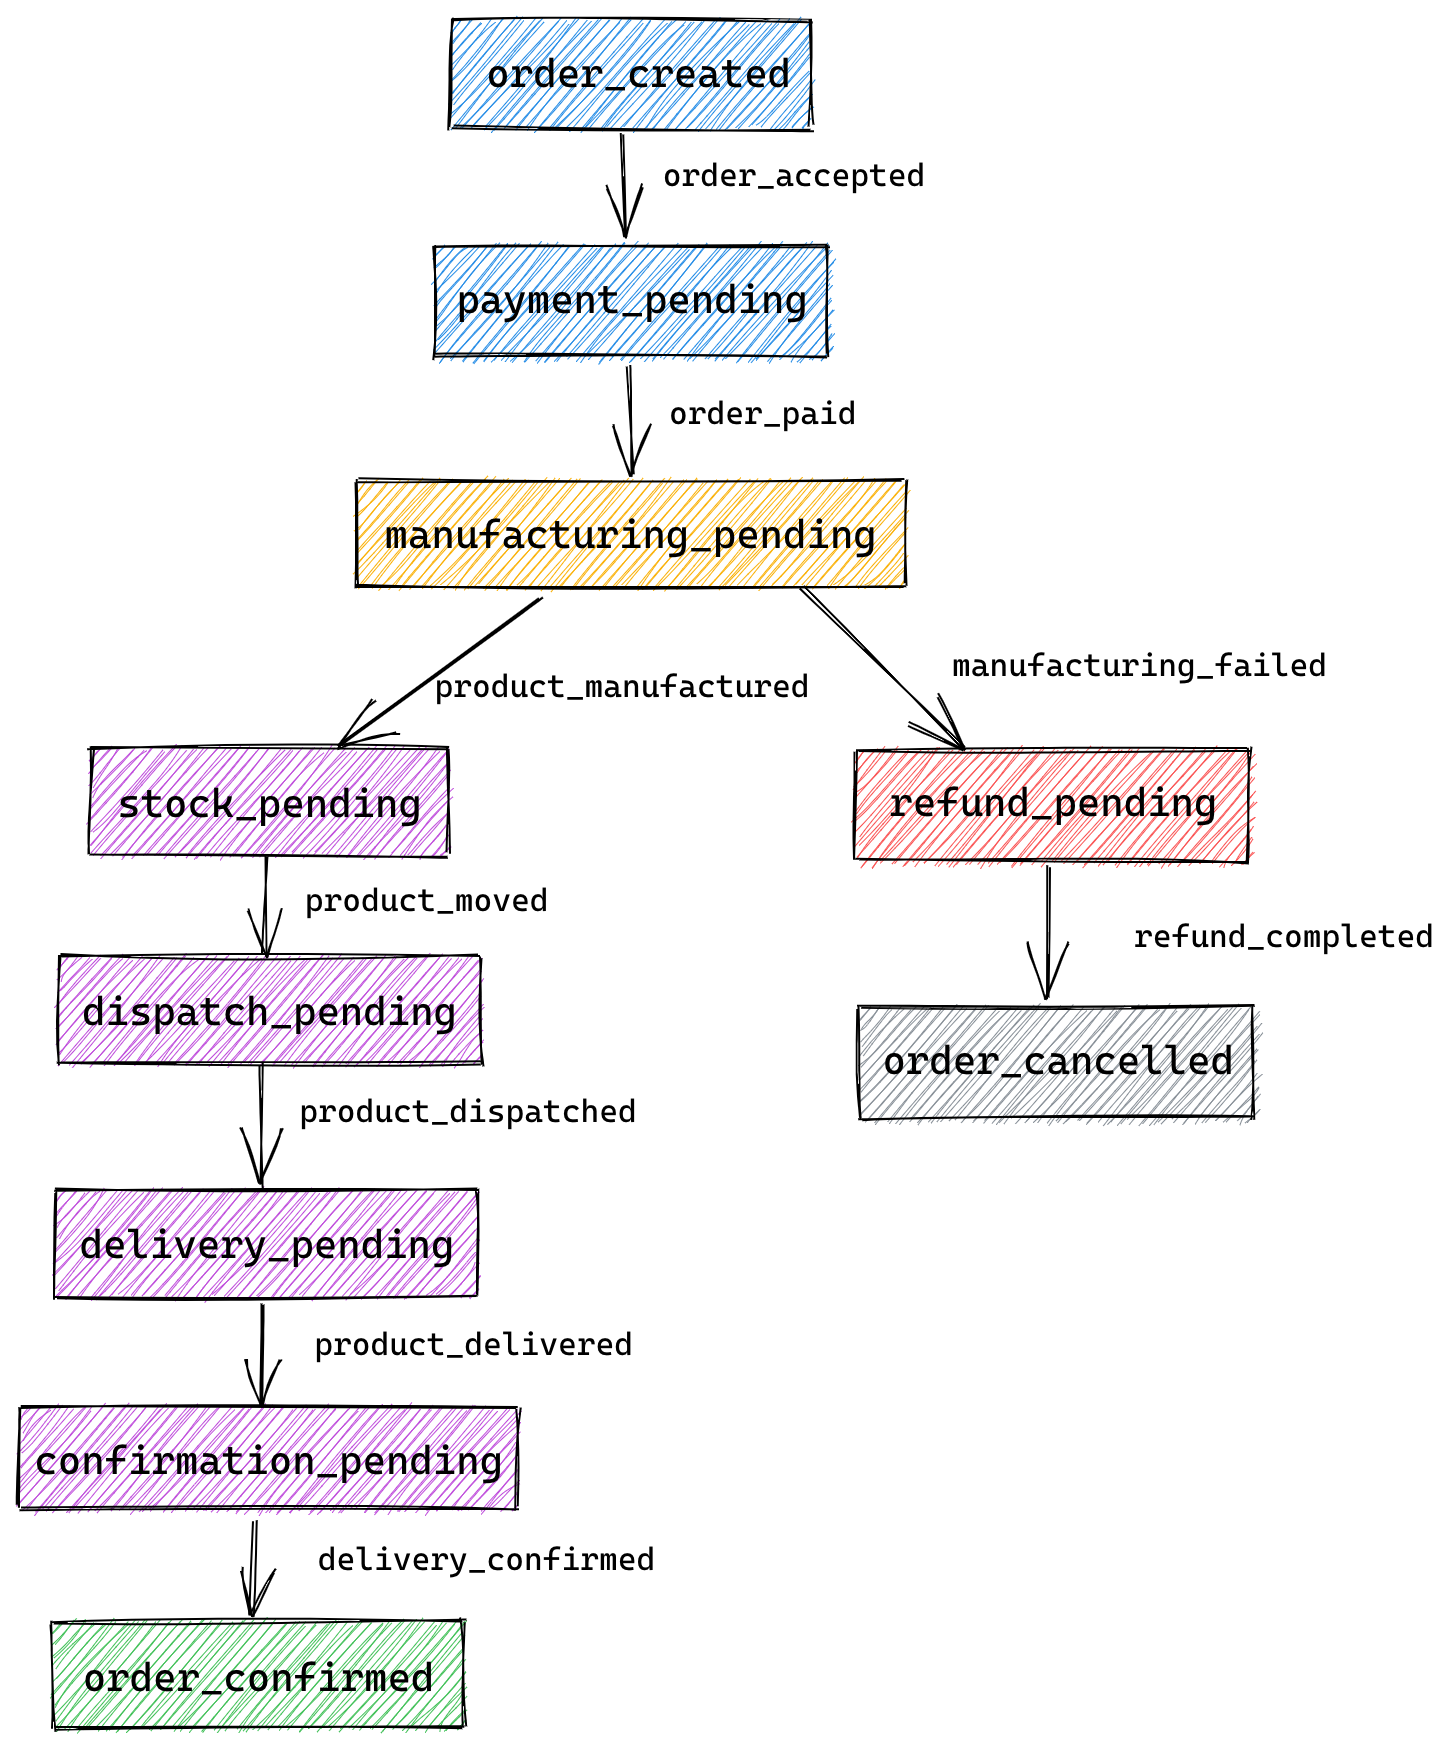 order_created
order_accepted
payment_pending
order_paid
manufacturing_pending
product_manufactured
manufacturing_failed
stock_pending
refund_pending
product_moved
refund_completed
dispatch_pending
order_cancelled
product_dispatched
delivery_pending
product_delivered
confirmation_pending
delivery_confirmed
order_confirmed